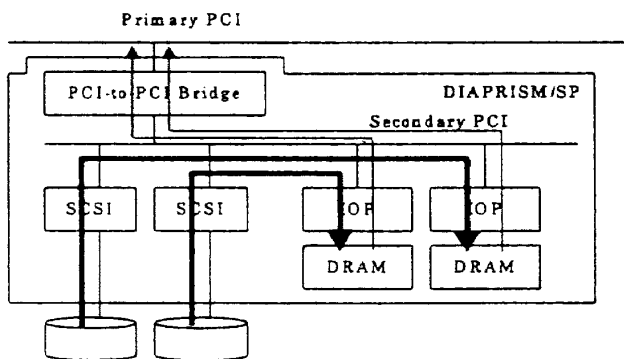 Primary PCI
PCI-to-PCI Bridge
DIAPRISM/SP
Secondary PCI
SCSI
SCSI
IOP
IOP
DRAM
DRAM